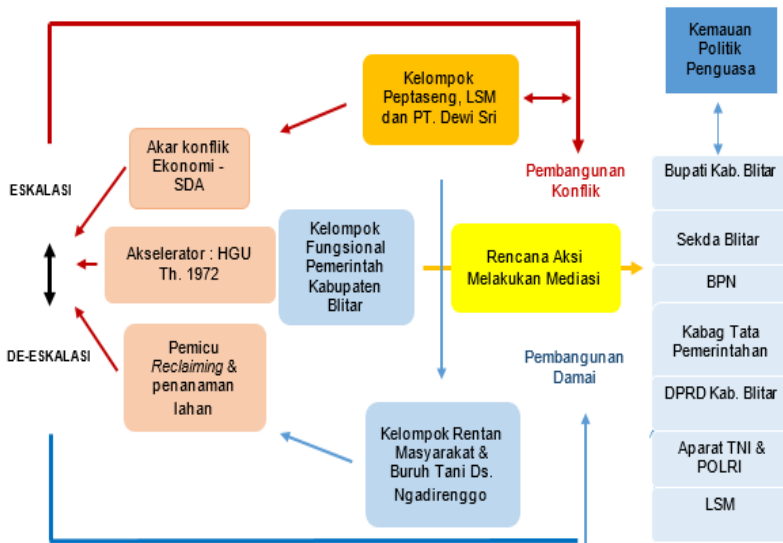 Kemauan
Politik
Penguasa
Kelompok
Peptaseng, LSM
dan PT. Dewi Sri
Akar konflik
Ekonomi -
SDA
ESKALASI
Pembangunan
Konflik
Bupati Kab. Blitar
Kelompok
Fungsional
Pemerintah
Kabupaten
Blitar
Akselerator : HGU
Th. 1972
Rencana Aksi
Melakukan Mediasi
Sekda Blitar
BPN
Kabag Tata
Pemerintahan
DE-ESKALASI
Pemicu
Reclaiming &
penanaman
lahan
Pembangunan
Damai
DPRD Kab. Blitar
Kelompok Rentan
Masyarakat &
Buruh Tani Ds.
Ngadirenggo
Aparat TNI &
POLRI
LSM